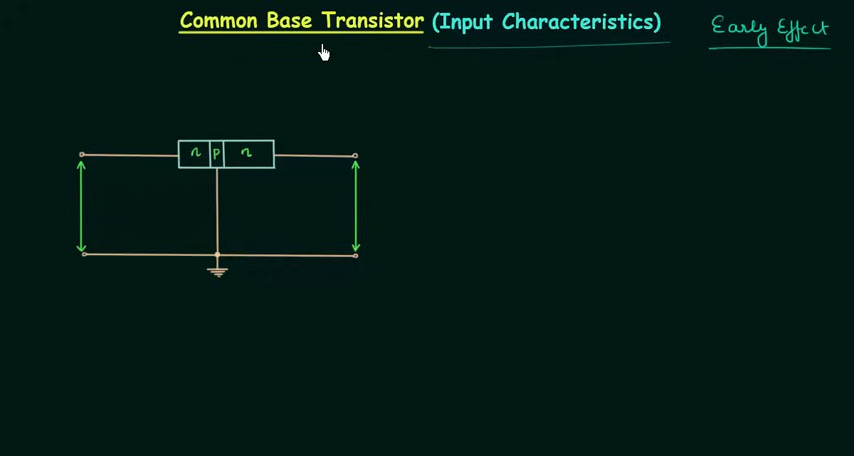 Common Base Transistor (Input Characteristics)
Early Effect
n p n